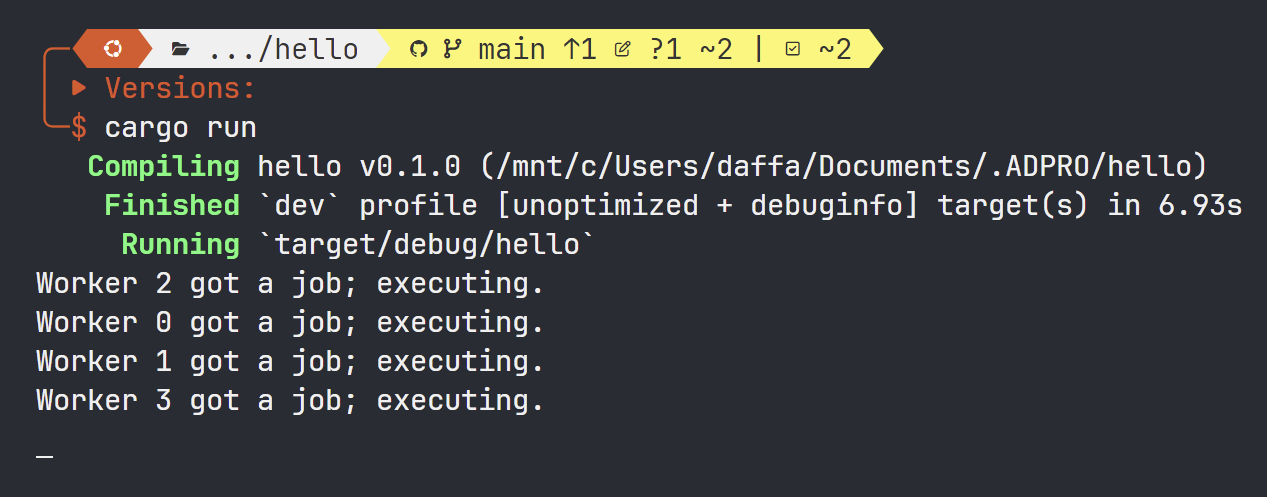 .../hello main ↑1 ?1 ~2 | ~2
Versions:
$ cargo run
Compiling hello v0.1.0 (/mnt/c/Users/daffa/Documents/.ADPRO/hello)
Finished `dev` profile [unoptimized + debuginfo] target(s) in 6.93s
Running `target/debug/hello`
Worker 2 got a job; executing.
Worker 0 got a job; executing.
Worker 1 got a job; executing.
Worker 3 got a job; executing.